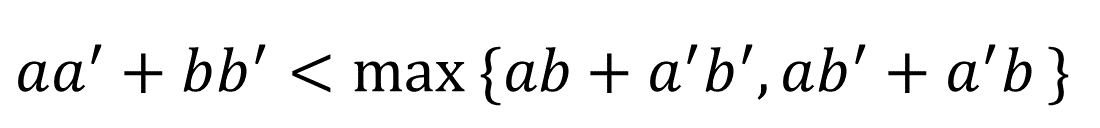 aa′ + bb′ < max {ab + a′b′, ab′ + a′b }